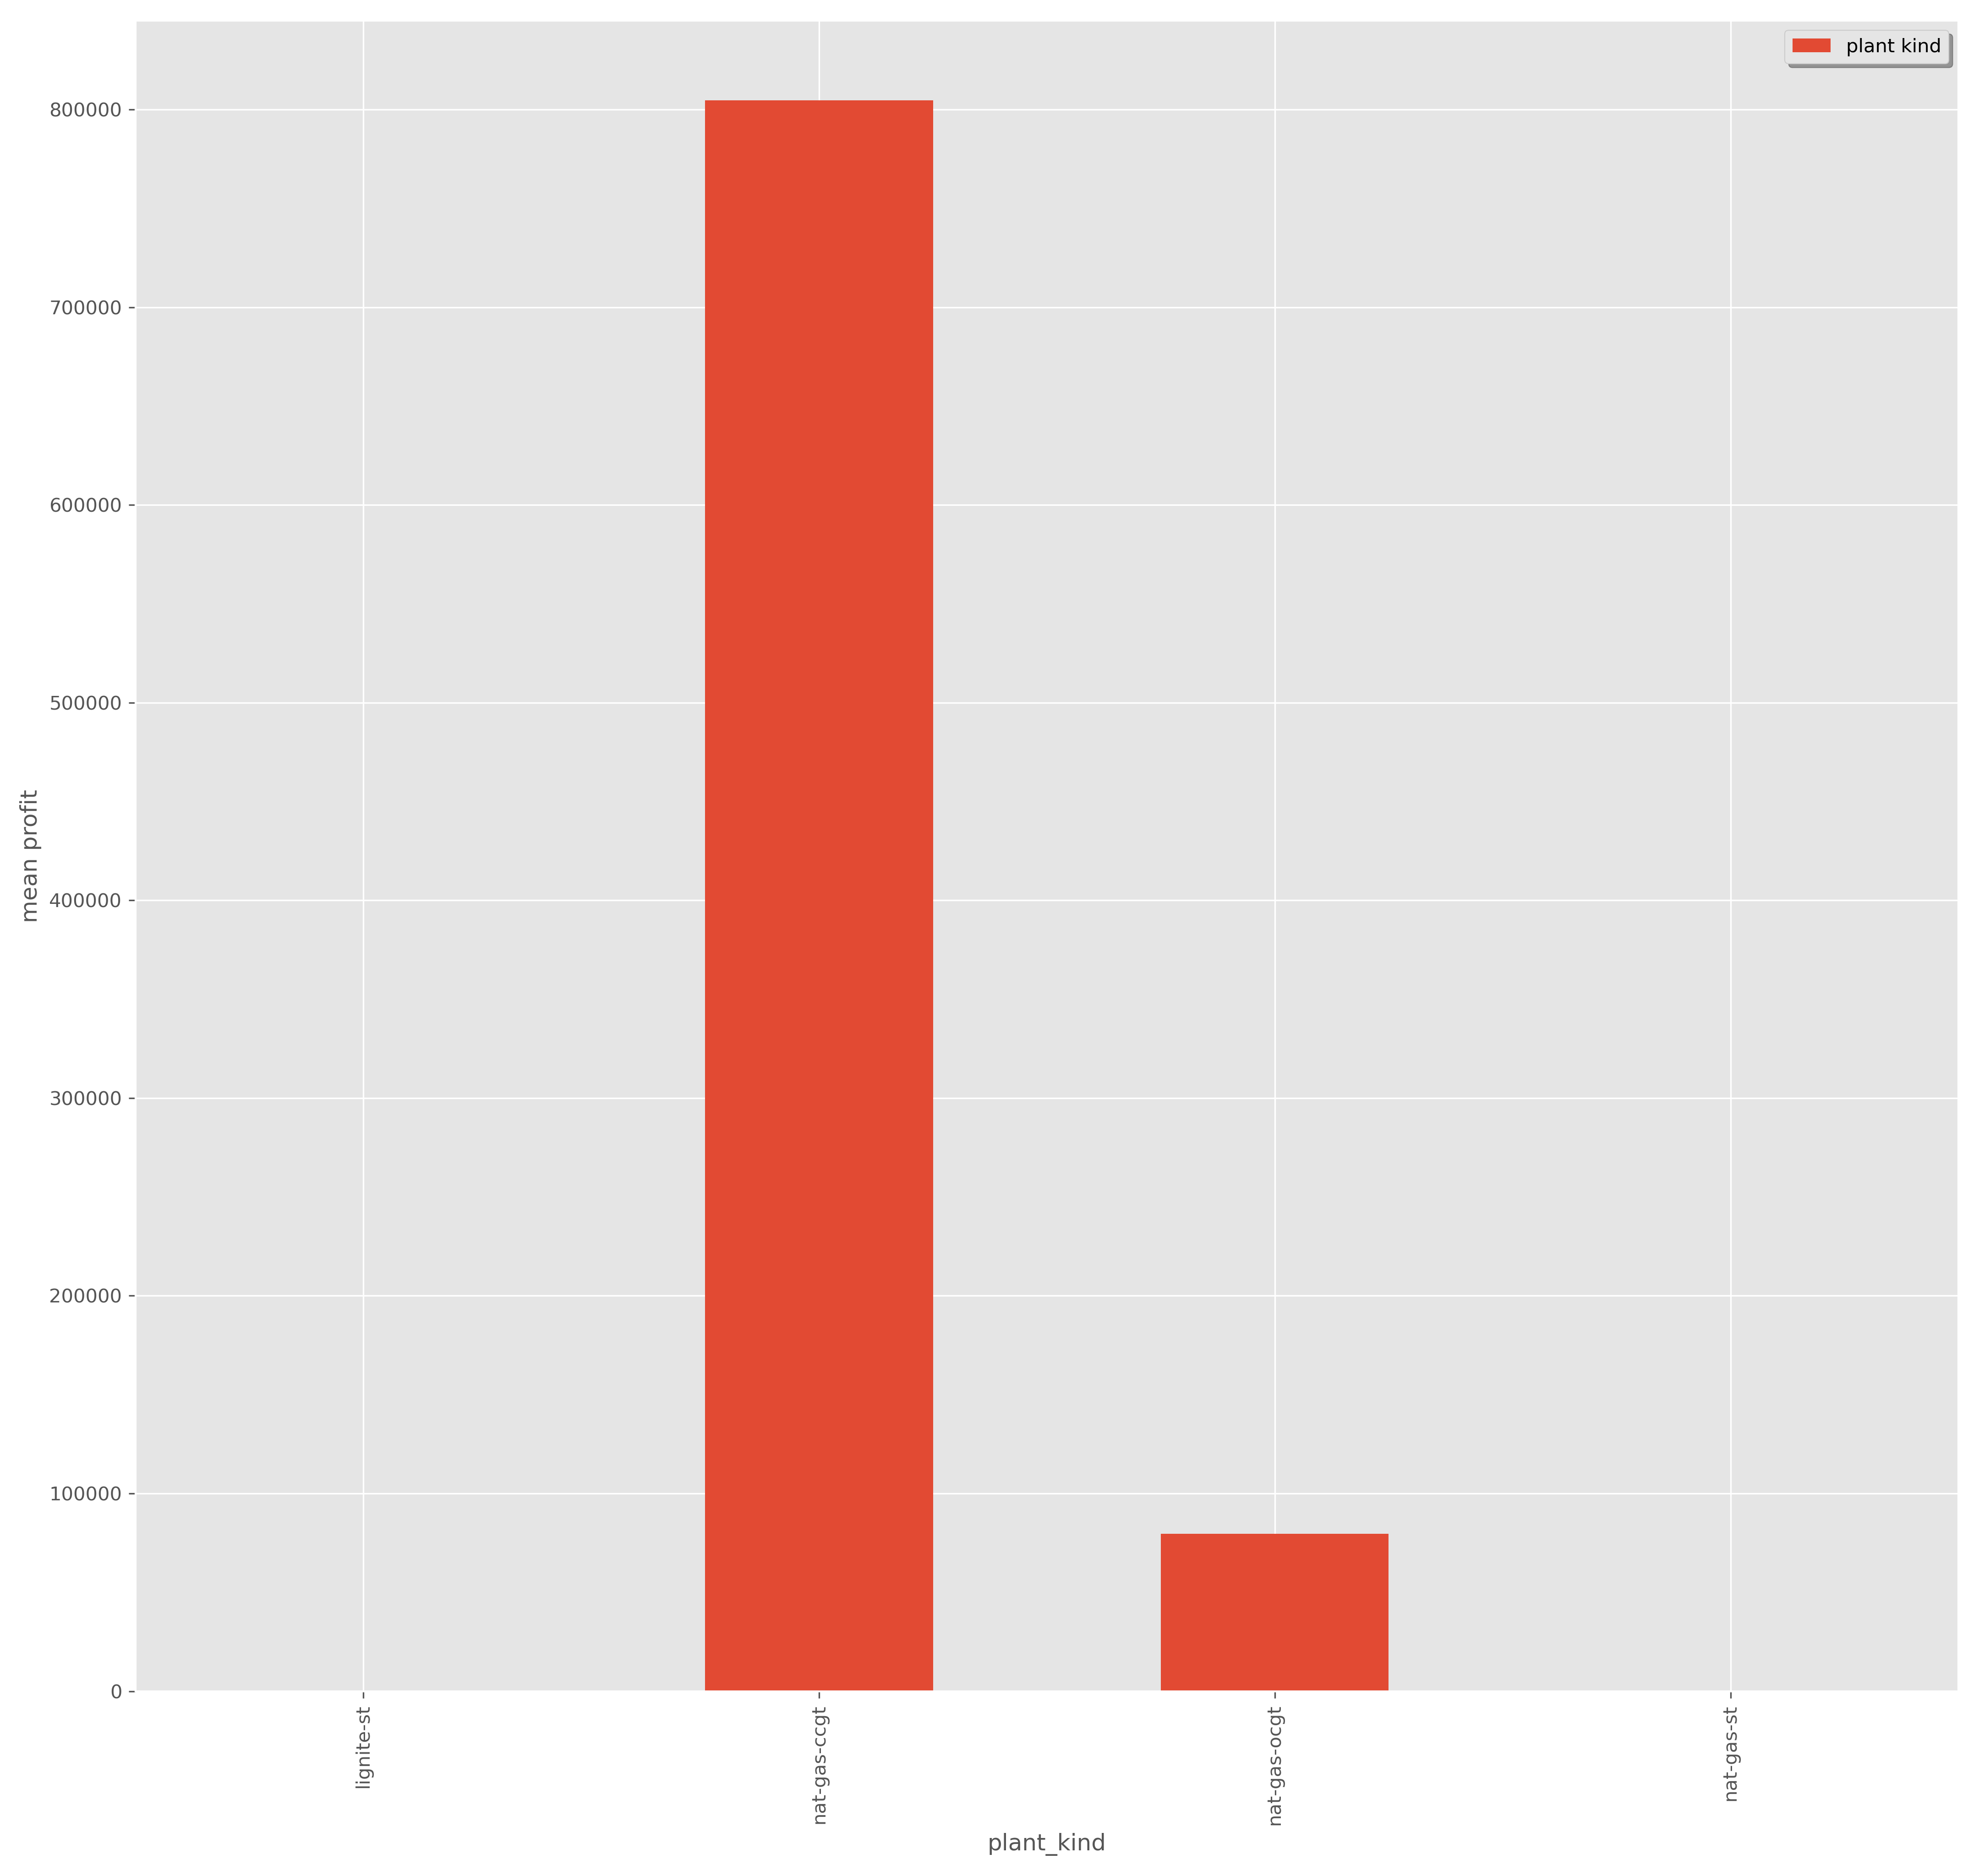 plant kind
800000
700000
600000
500000
400000
300000
200000
100000
0
mean profit
lignite-st
nat-gas-ccgt
nat-gas-ocgt
nat-gas-st
plant_kind